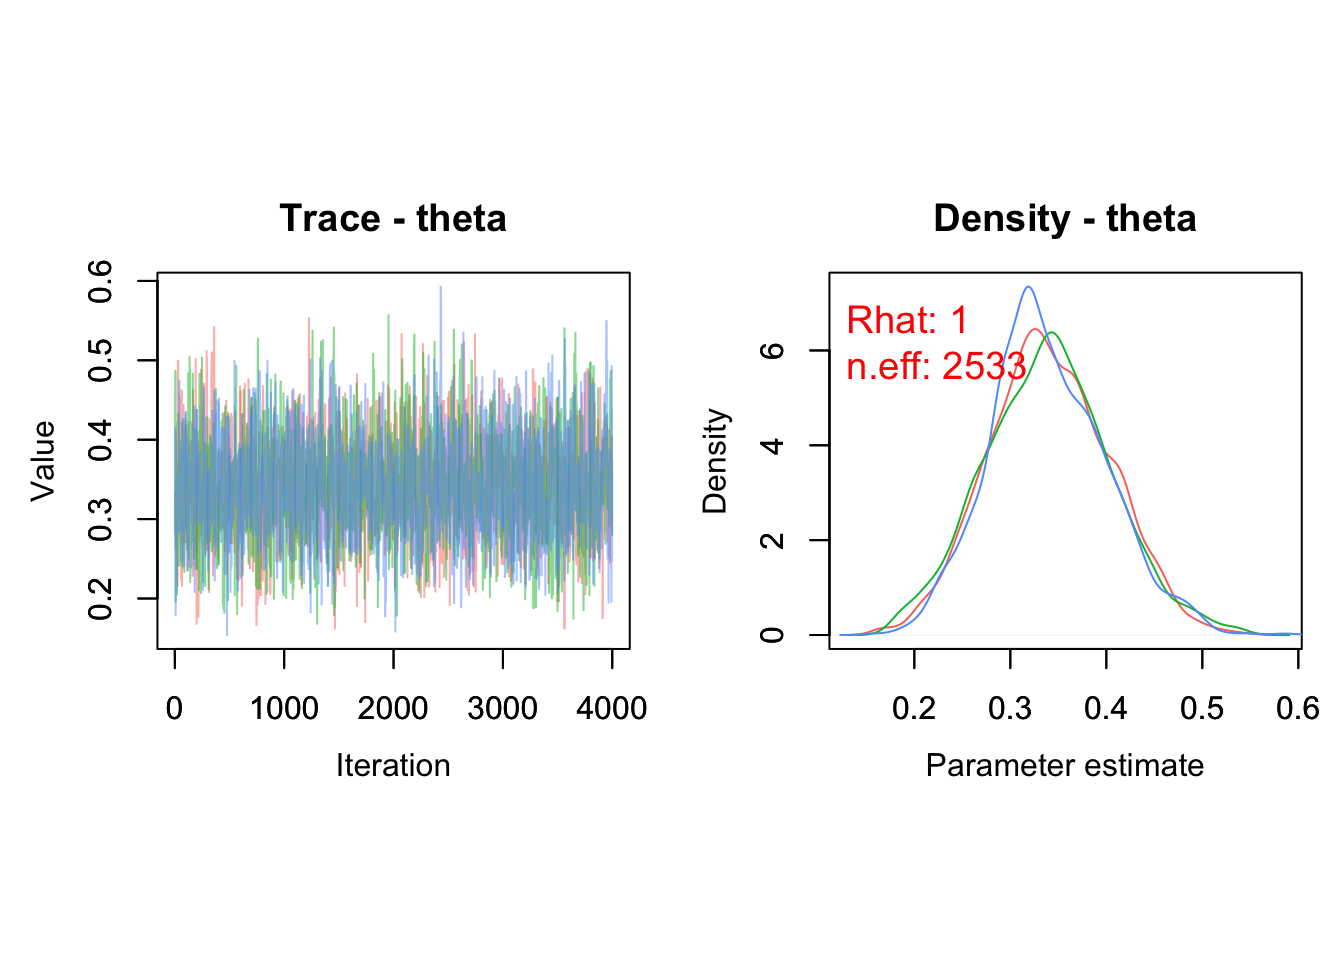 Trace - theta
Value
0.2 0.3 0.4 0.5 0.6
0 1000 2000 3000 4000
Iteration
Density - theta
Rhat: 1
n.eff: 2533
Density
0 2 4 6
0.2 0.3 0.4 0.5 0.6
Parameter estimate